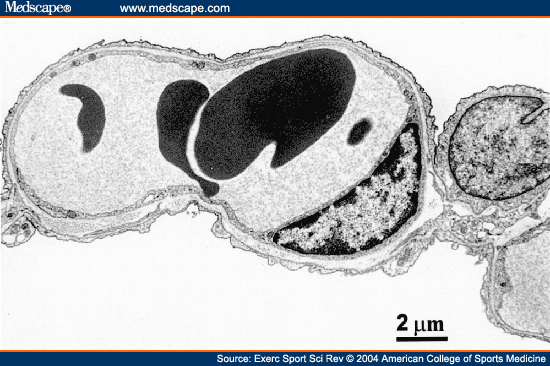 Medscape® www.medscape.com
2 µm
Source: Exerc Sport Sci Rev © 2004 American College of Sports Medicine